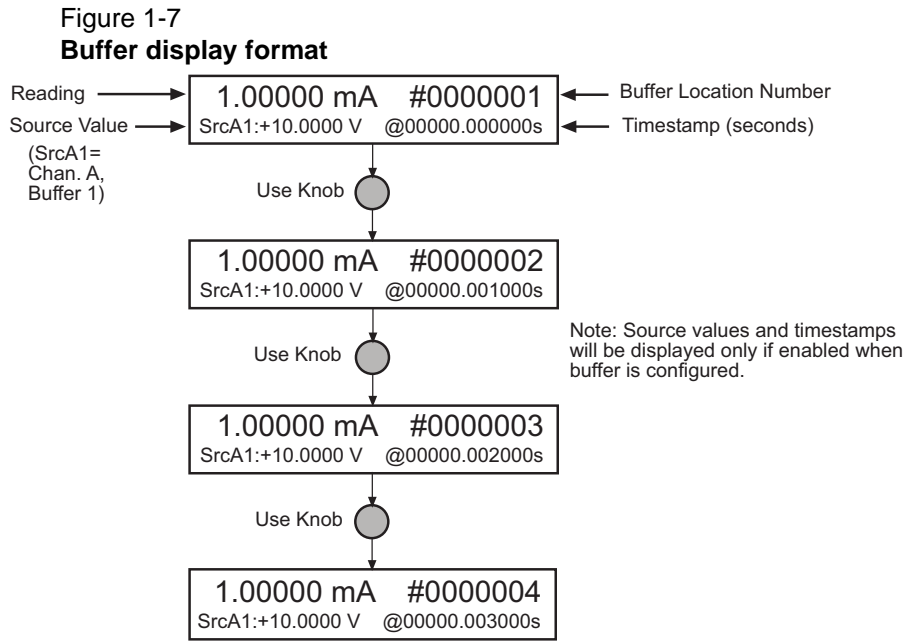 Figure 1-7
Buffer display format
Reading
1.00000 mA #0000001
Buffer Location Number
Source Value
SrcA1:+10.0000 V @00000.000000s
Timestamp (seconds)
(SrcA1=
Chan. A,
Buffer 1)
Use Knob
1.00000 mA #0000002
SrcA1:+10.0000 V @00000.001000s
Note: Source values and timestamps
will be displayed only if enabled when
buffer is configured.
Use Knob
1.00000 mA #0000003
SrcA1:+10.0000 V @00000.002000s
Use Knob
1.00000 mA #0000004
SrcA1:+10.0000 V @00000.003000s